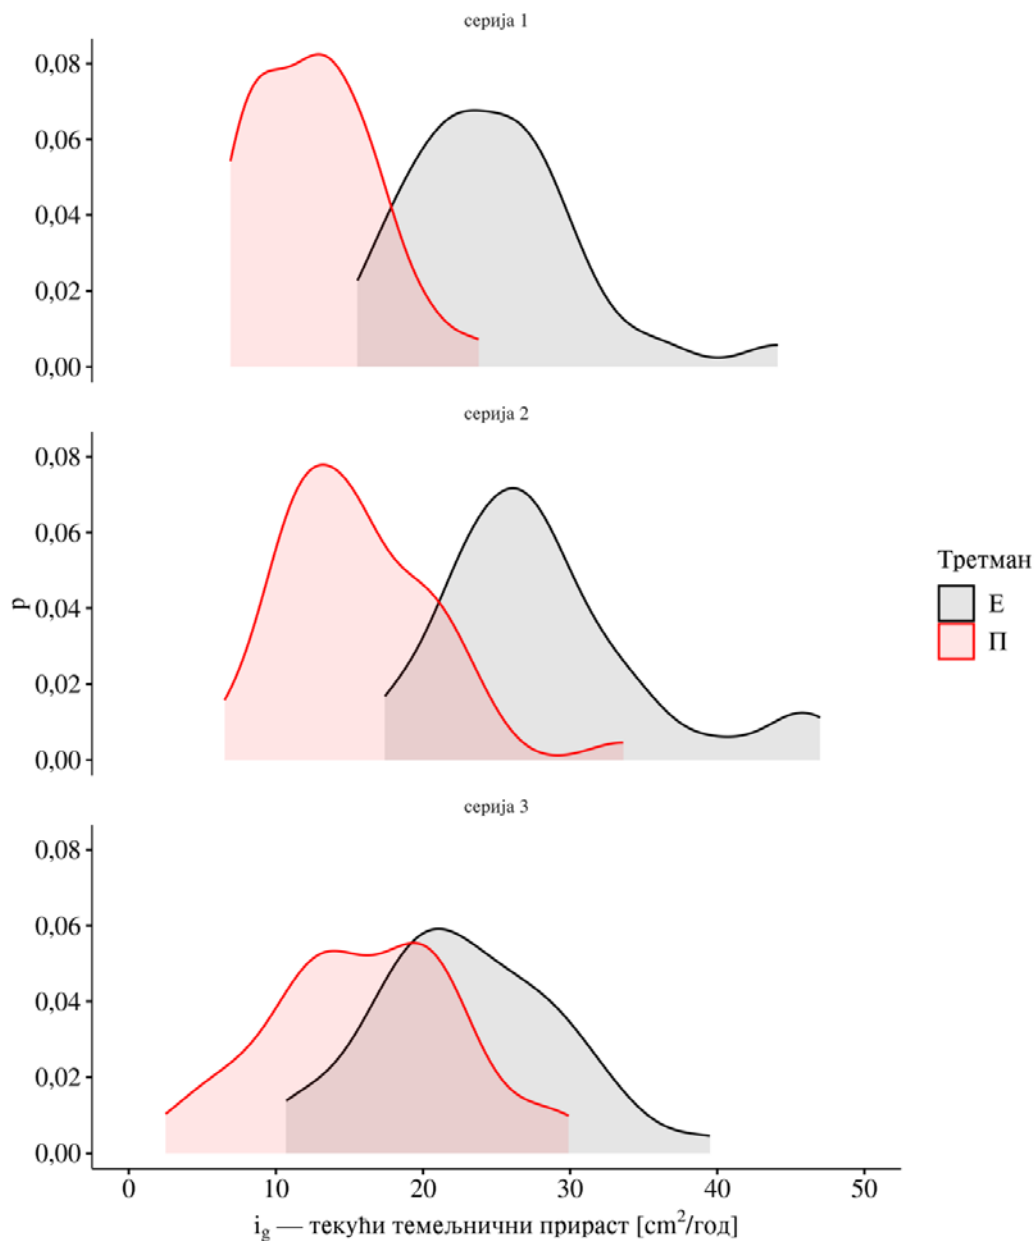 серија 1
0,08
0,06
0,04
0,02
0,00
серија 2
0,08
0,06
0,04
0,02
0,00
p
Третман
Е
П
серија 3
0,08
0,06
0,04
0,02
0,00
0 10 20 30 40 50
i_g — текући темељнични прираст [cm²/год]